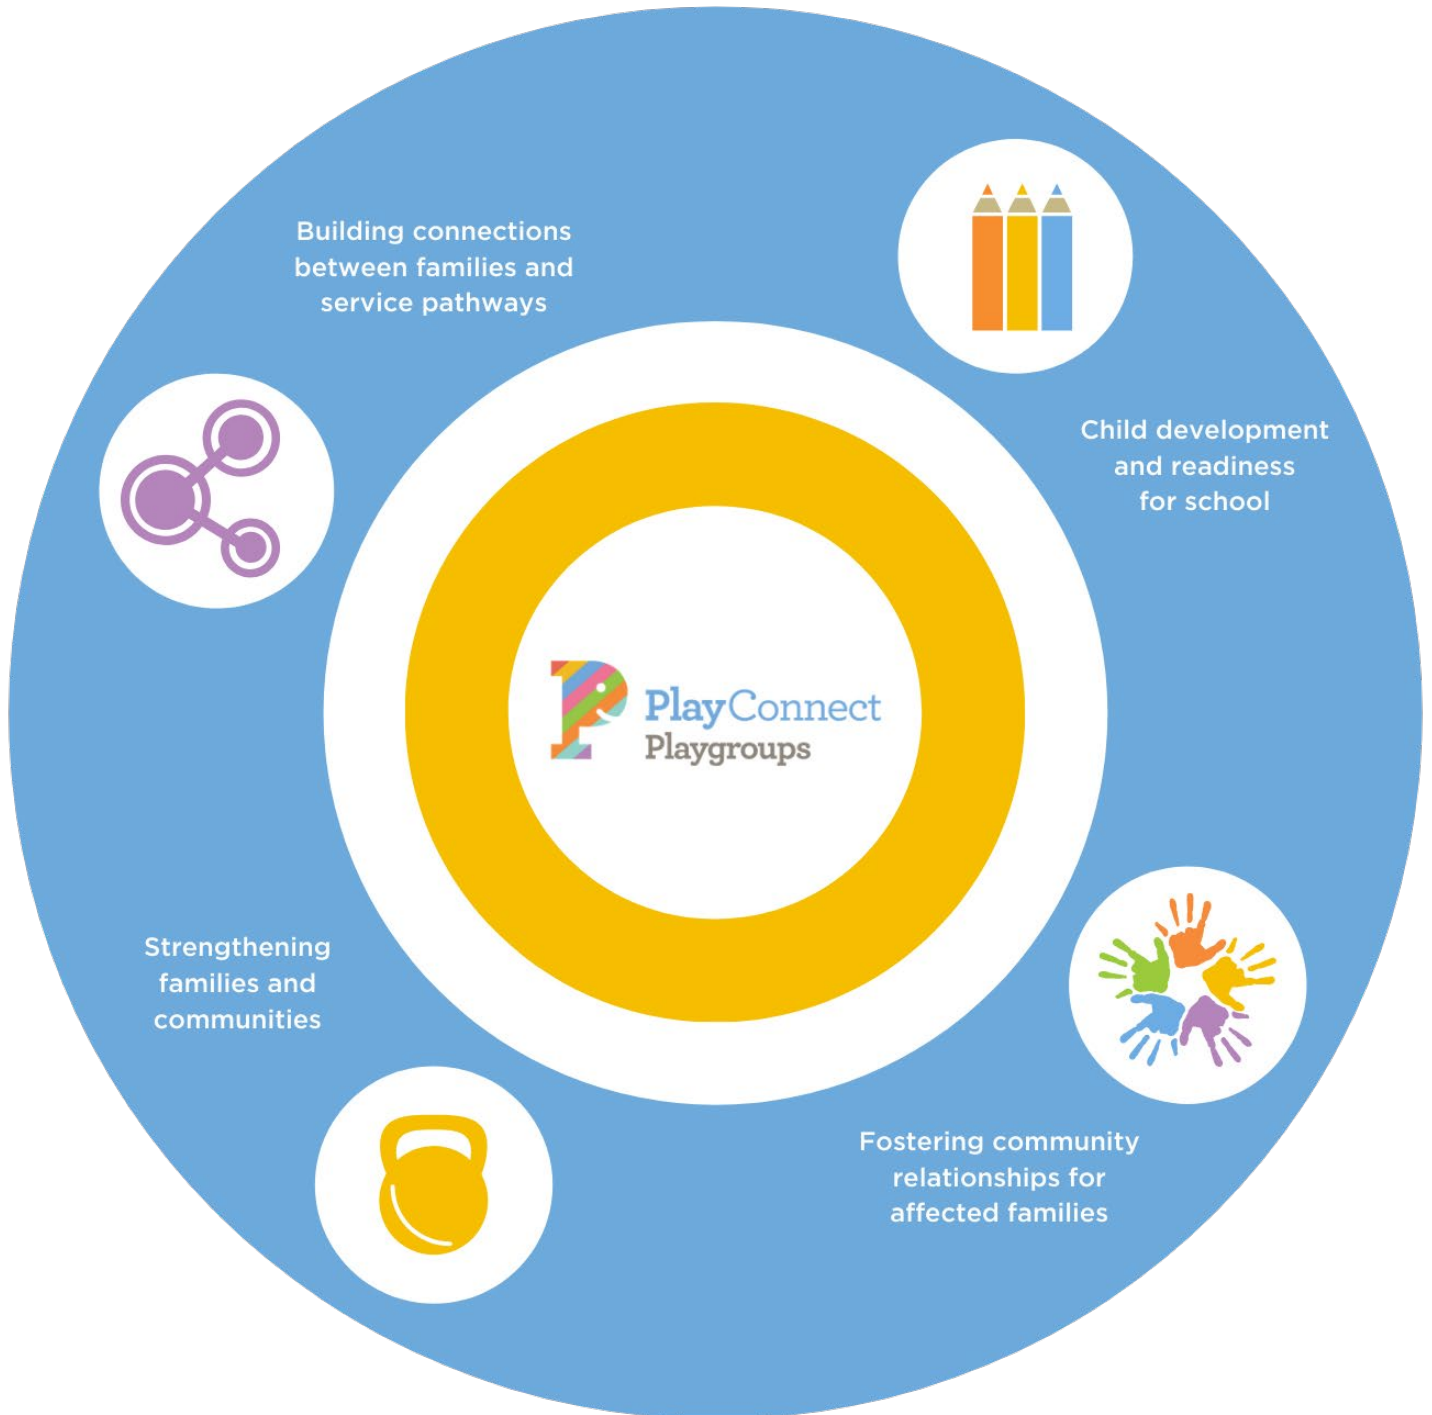 Building connections
between families and
service pathways
Child development
and readiness
for school
PlayConnect
Playgroups
Strengthening
families and
communities
Fostering community
relationships for
affected families